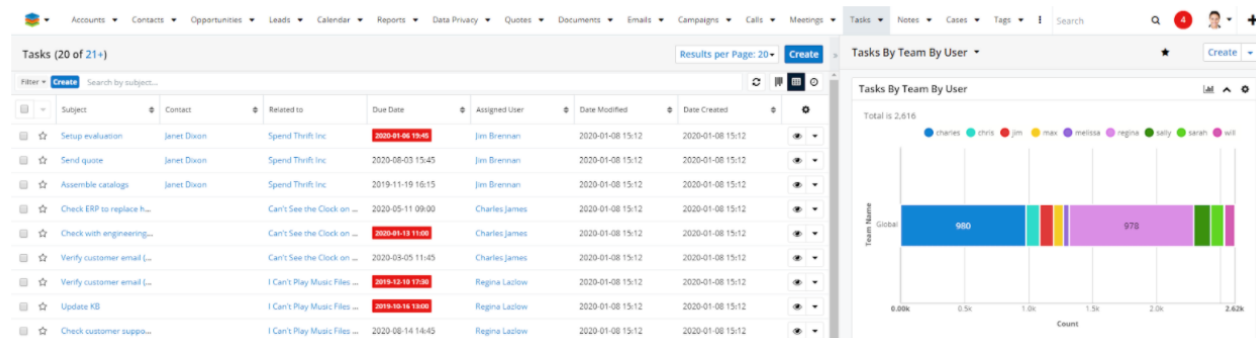 Accounts Contacts Opportunities Leads Calendar Reports Data Privacy Quotes Documents Emails Campaigns Calls Meetings Tasks Notes Cases Tags Search 4
Tasks (20 of 21+) Results per Page: 20 Create
Filter Create Search by subject...
Subject Contact Related to Due Date Assigned User Date Modified Date Created
Setup evaluation Janet Dixon Spend Thrift Inc 2020-01-06 19:45 Jim Brennan 2020-01-08 15:12 2020-01-08 15:12
Send quote Janet Dixon Spend Thrift Inc 2020-08-03 15:45 Jim Brennan 2020-01-08 15:12 2020-01-08 15:12
Assemble catalogs Janet Dixon Spend Thrift Inc 2019-11-19 16:15 Jim Brennan 2020-01-08 15:12 2020-01-08 15:12
Check ERP to replace h... Can't See the Clock on ... 2020-05-11 09:00 Charles James 2020-01-08 15:12 2020-01-08 15:12
Check with engineering... Can't See the Clock on ... 2020-01-13 11:00 Charles James 2020-01-08 15:12 2020-01-08 15:12
Verify customer email (... Can't See the Clock on ... 2020-03-05 11:45 Charles James 2020-01-08 15:12 2020-01-08 15:12
Verify customer email (... I Can't Play Music Files ... 2019-12-10 17:30 Regina Lazlow 2020-01-08 15:12 2020-01-08 15:12
Update KB I Can't Play Music Files ... 2019-10-16 13:00 Regina Lazlow 2020-01-08 15:12 2020-01-08 15:12
Check customer suppo... I Can't Play Music Files ... 2020-08-14 14:45 Regina Lazlow 2020-01-08 15:12 2020-01-08 15:12
Tasks By Team By User Create
Tasks By Team By User
Total is 2,616
charles chris jim max melissa regina sally sarah will
Team Name
Global 980 978
0.00k 0.5k 1.0k 1.5k 2.0k 2.62k
Count